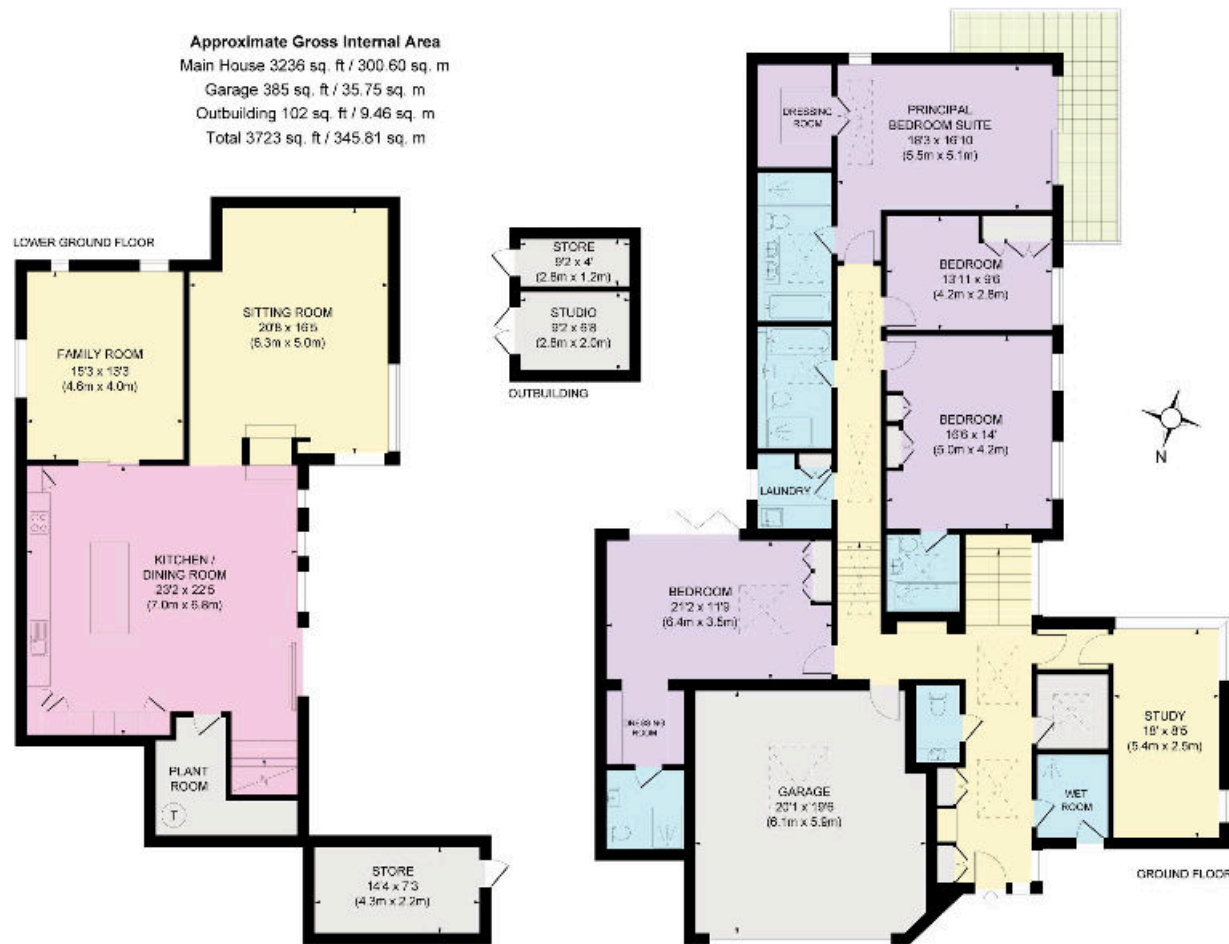 Approximate Gross Internal Area
Main House 3236 sq. ft / 300.60 sq. m
Garage 385 sq. ft / 35.75 sq. m
Outbuilding 102 sq. ft / 9.46 sq. m
Total 3723 sq. ft / 345.81 sq. m
LOWER GROUND FLOOR
FAMILY ROOM
15'3 x 13'3
(4.6m x 4.0m)
SITTING ROOM
20'8 x 16'5
(6.3m x 5.0m)
KITCHEN /
DINING ROOM
23'2 x 22'5
(7.0m x 6.8m)
PLANT
ROOM
T
STORE
14'4 x 7'3
(4.3m x 2.2m)
STORE
9'2 x 4'
(2.8m x 1.2m)
STUDIO
9'2 x 6'8
(2.8m x 2.0m)
OUTBUILDING
DRESSING
ROOM
PRINCIPAL
BEDROOM SUITE
18'3 x 16'10
(5.5m x 5.1m)
BEDROOM
13'11 x 9'6
(4.2m x 2.8m)
BEDROOM
16'6 x 14'
(5.0m x 4.2m)
LAUNDRY
N
BEDROOM
21'2 x 11'9
(6.4m x 3.5m)
DRESSING
ROOM
GARAGE
20'1 x 19'6
(6.1m x 5.9m)
STUDY
18' x 8'5
(5.4m x 2.5m)
WET
ROOM
GROUND FLOOR